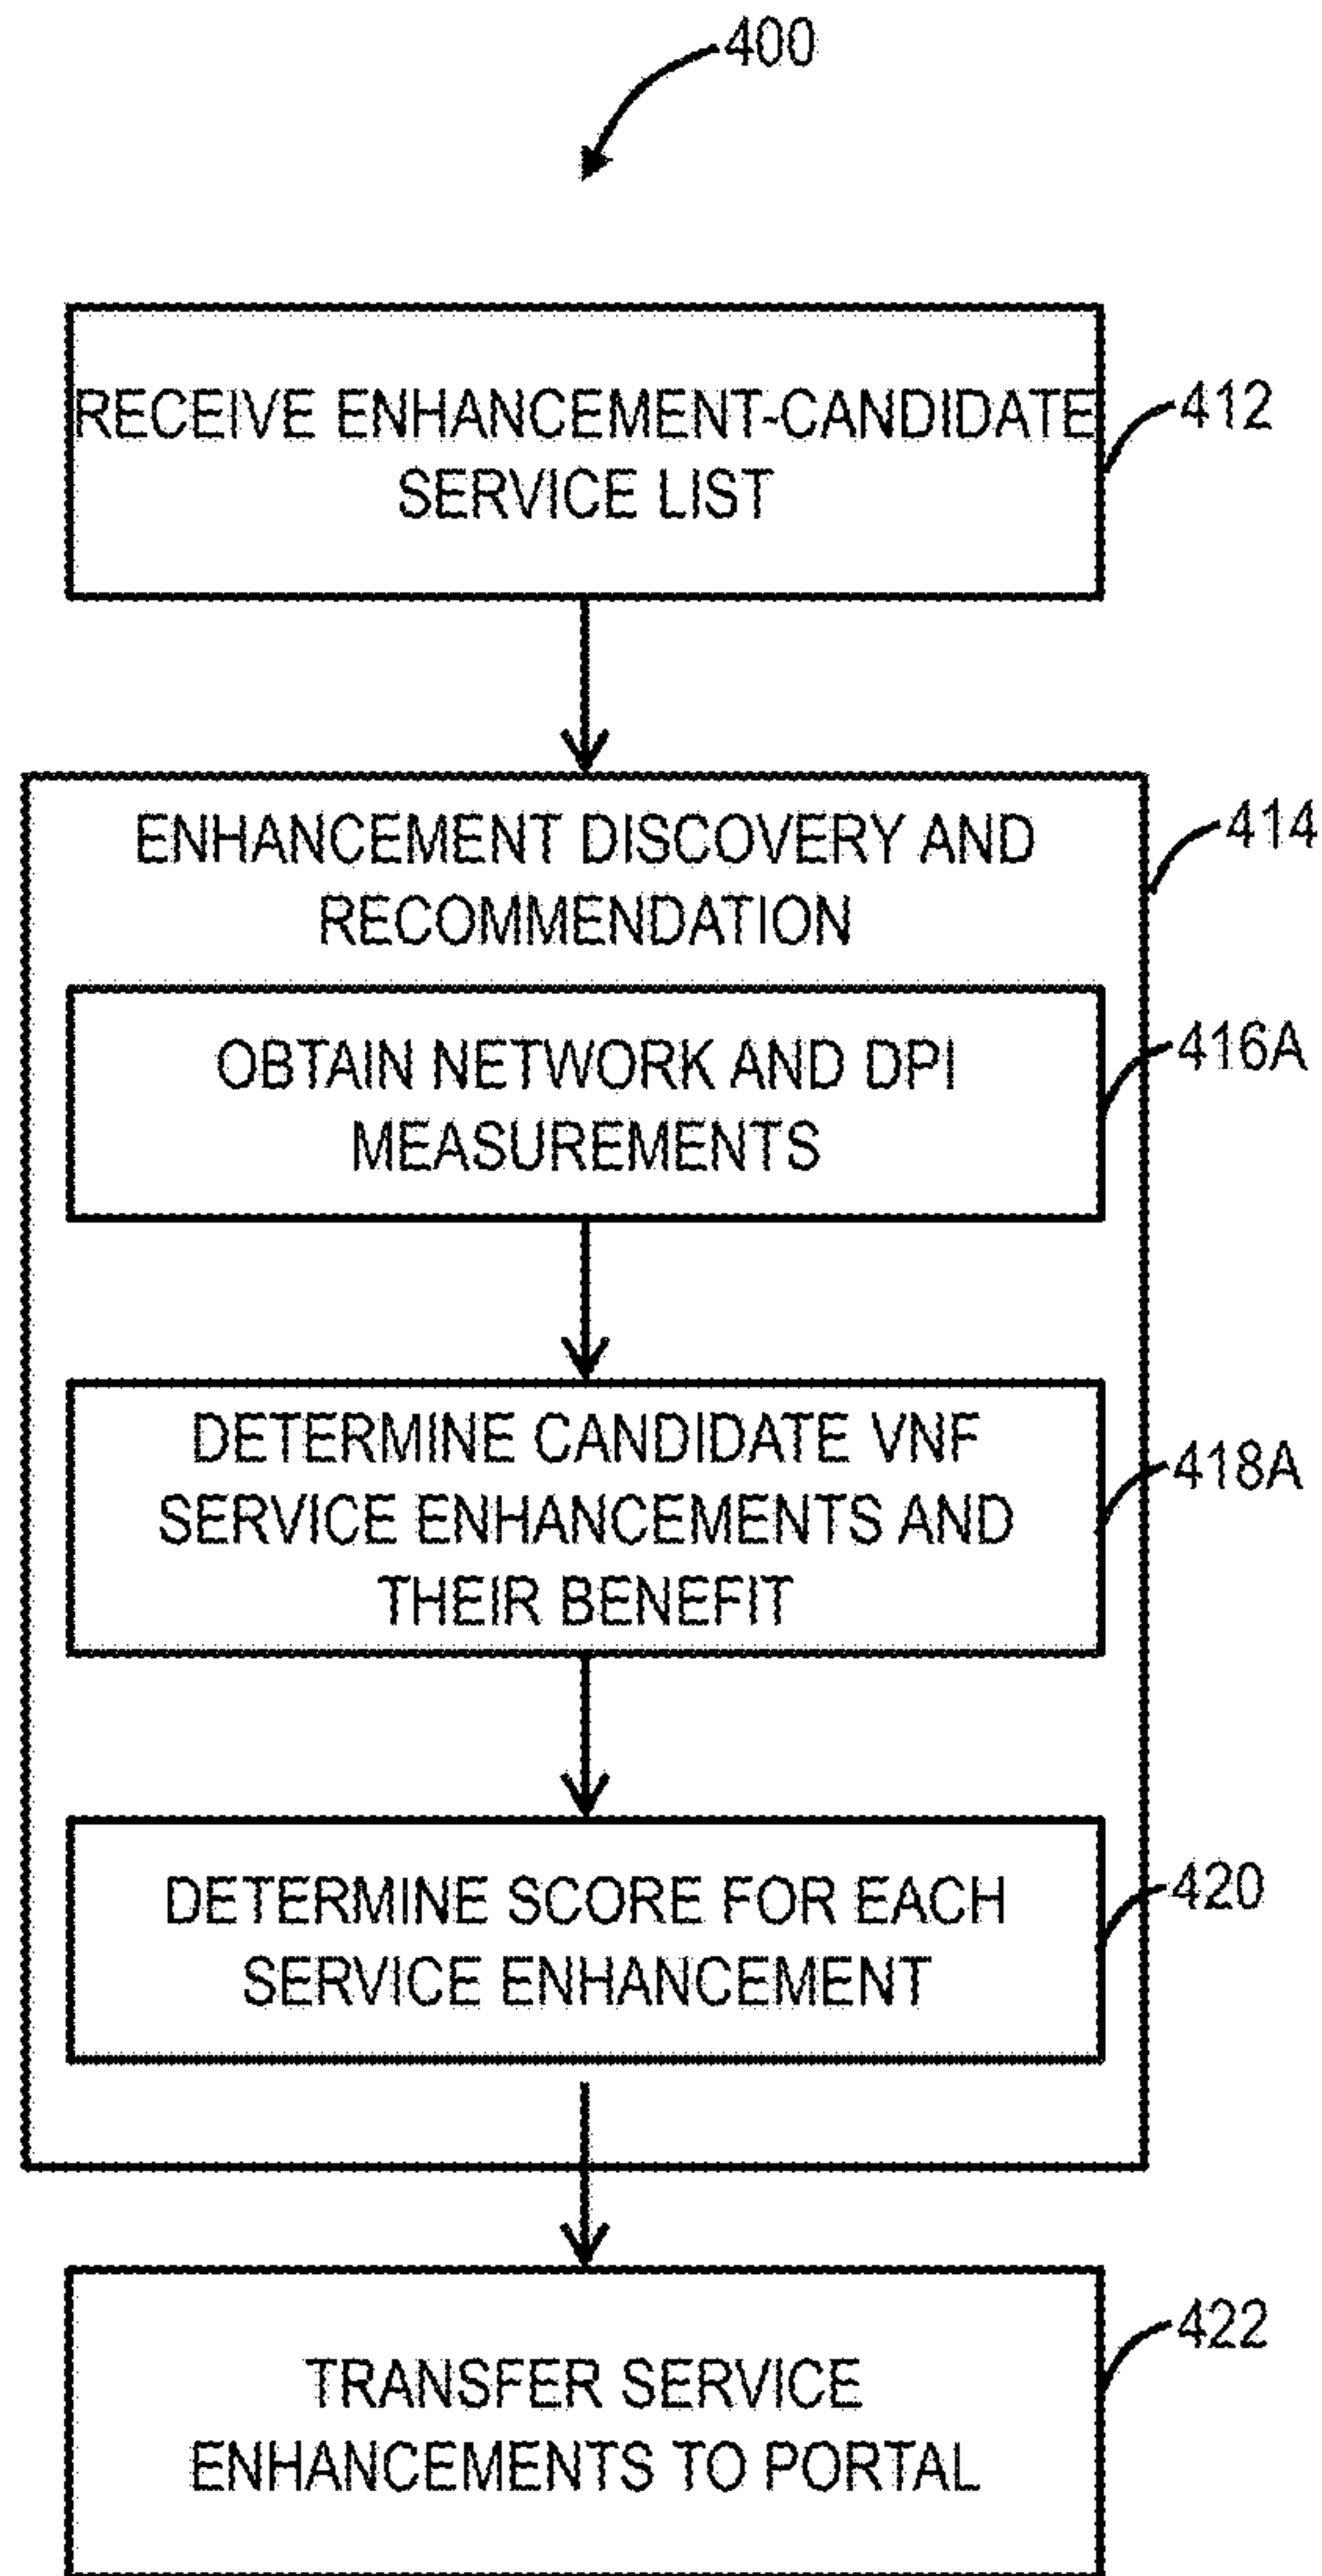 400
RECEIVE ENHANCEMENT-CANDIDATE
SERVICE LIST
412
ENHANCEMENT DISCOVERY AND
RECOMMENDATION
414
OBTAIN NETWORK AND DPI
MEASUREMENTS
416A
DETERMINE CANDIDATE VNF
SERVICE ENHANCEMENTS AND
THEIR BENEFIT
418A
DETERMINE SCORE FOR EACH
SERVICE ENHANCEMENT
420
TRANSFER SERVICE
ENHANCEMENTS TO PORTAL
422